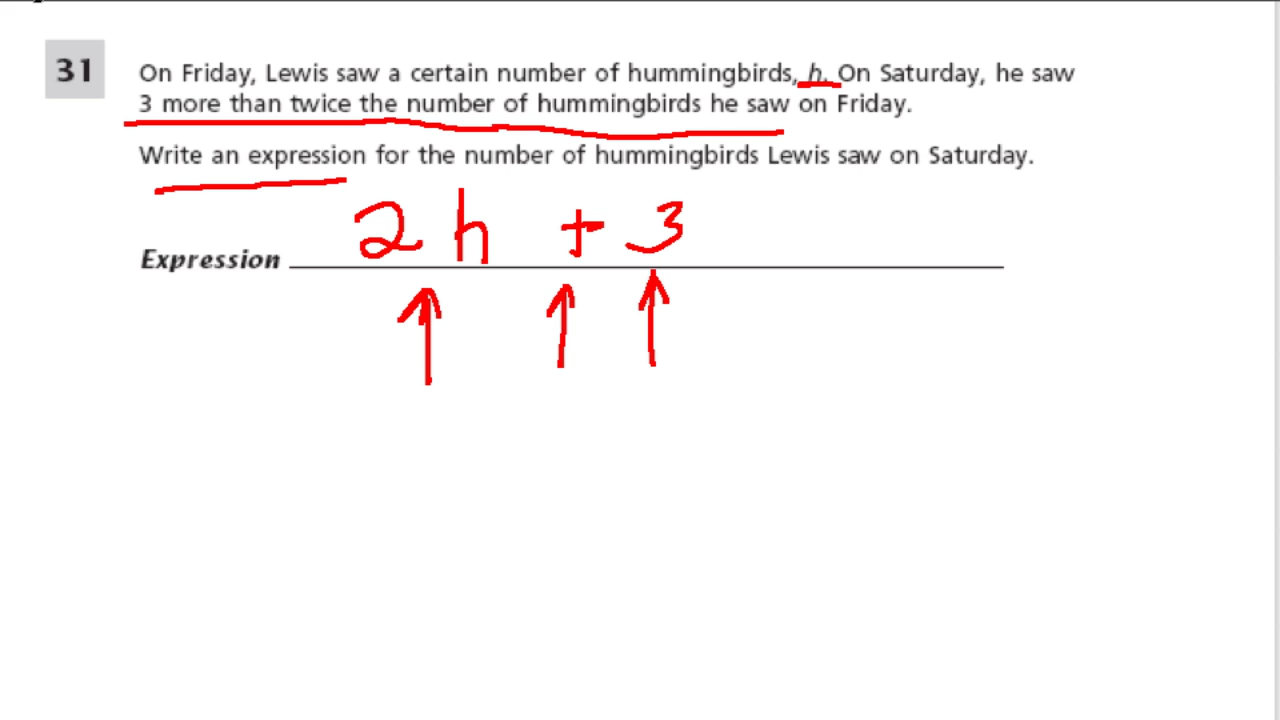 31
On Friday, Lewis saw a certain number of hummingbirds, h. On Saturday, he saw
3 more than twice the number of hummingbirds he saw on Friday.
Write an expression for the number of hummingbirds Lewis saw on Saturday.
2h + 3
Expression